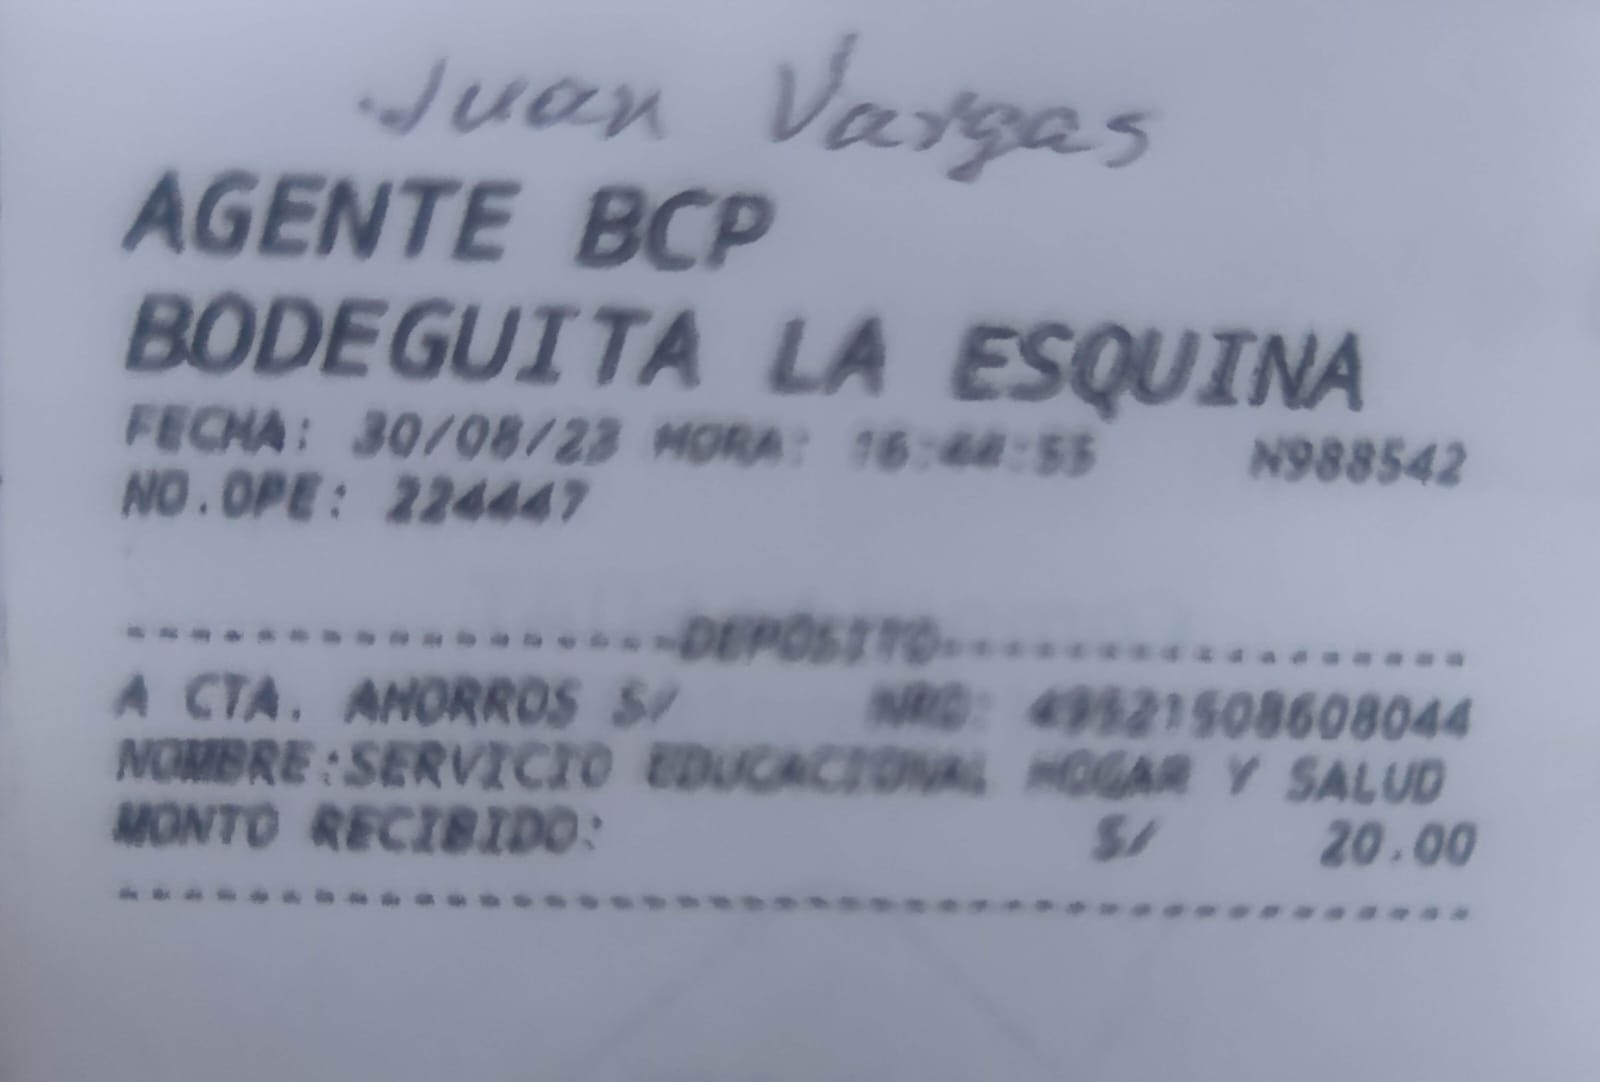 Juan Vargas
AGENTE BCP
BODEGUITA LA ESQUINA
FECHA: 30/08/23 HORA: 16:44:55 N988542
NO.OPE: 224447
--------------------DEPOSITO--------------------
A CTA. AHORROS S/ NRO: 49521508608044
NOMBRE:SERVICIO EDUCACIONAL HOGAR Y SALUD
MONTO RECIBIDO: S/ 20.00